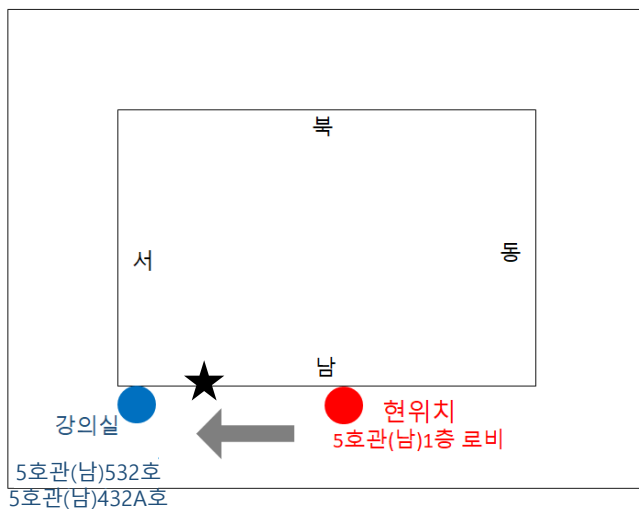 북
서
동
남
강의실
현위치
5호관(남)1층 로비
5호관(남)532호
5호관(남)432A호